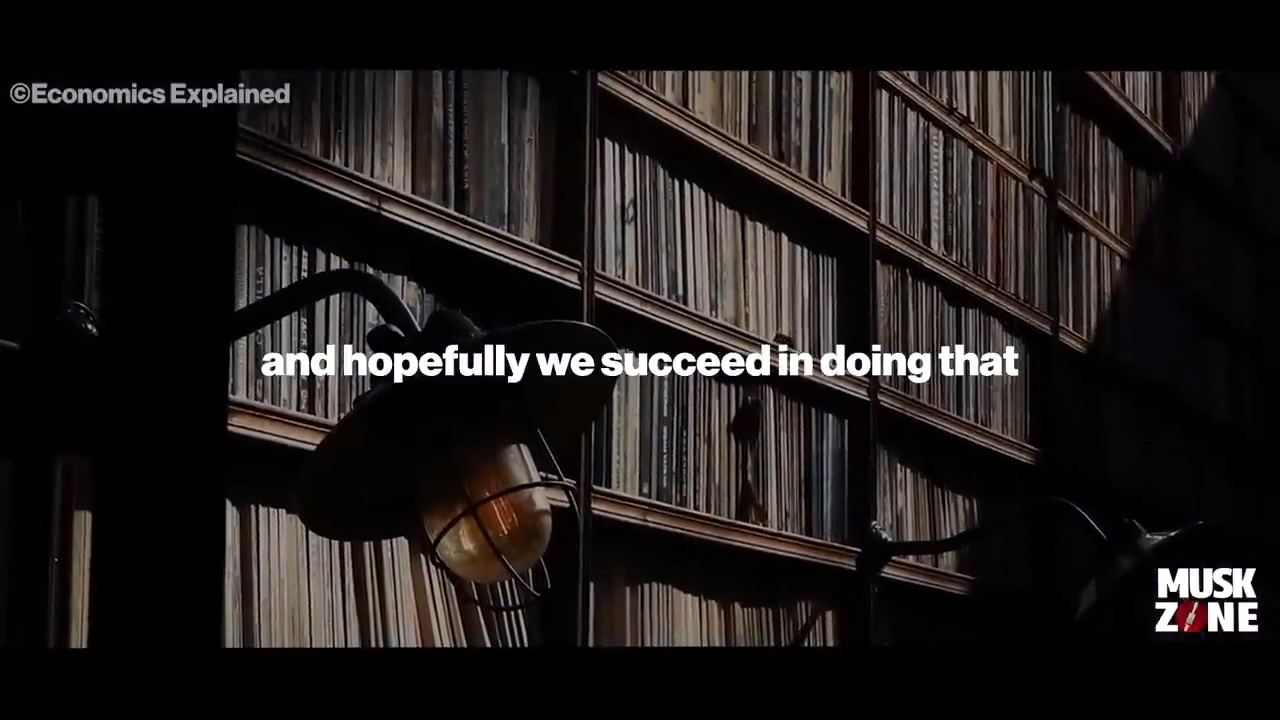 ©Economics Explained
and hopefully we succeed in doing that
MUSK
ZONE